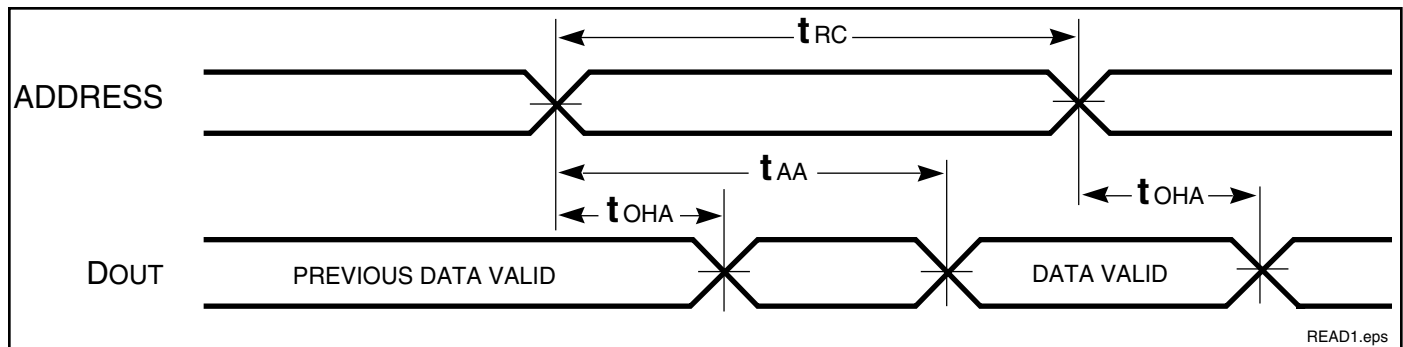 tRC
ADDRESS
tAA
tOHA
tOHA
DOUT
PREVIOUS DATA VALID
DATA VALID
READ1.eps